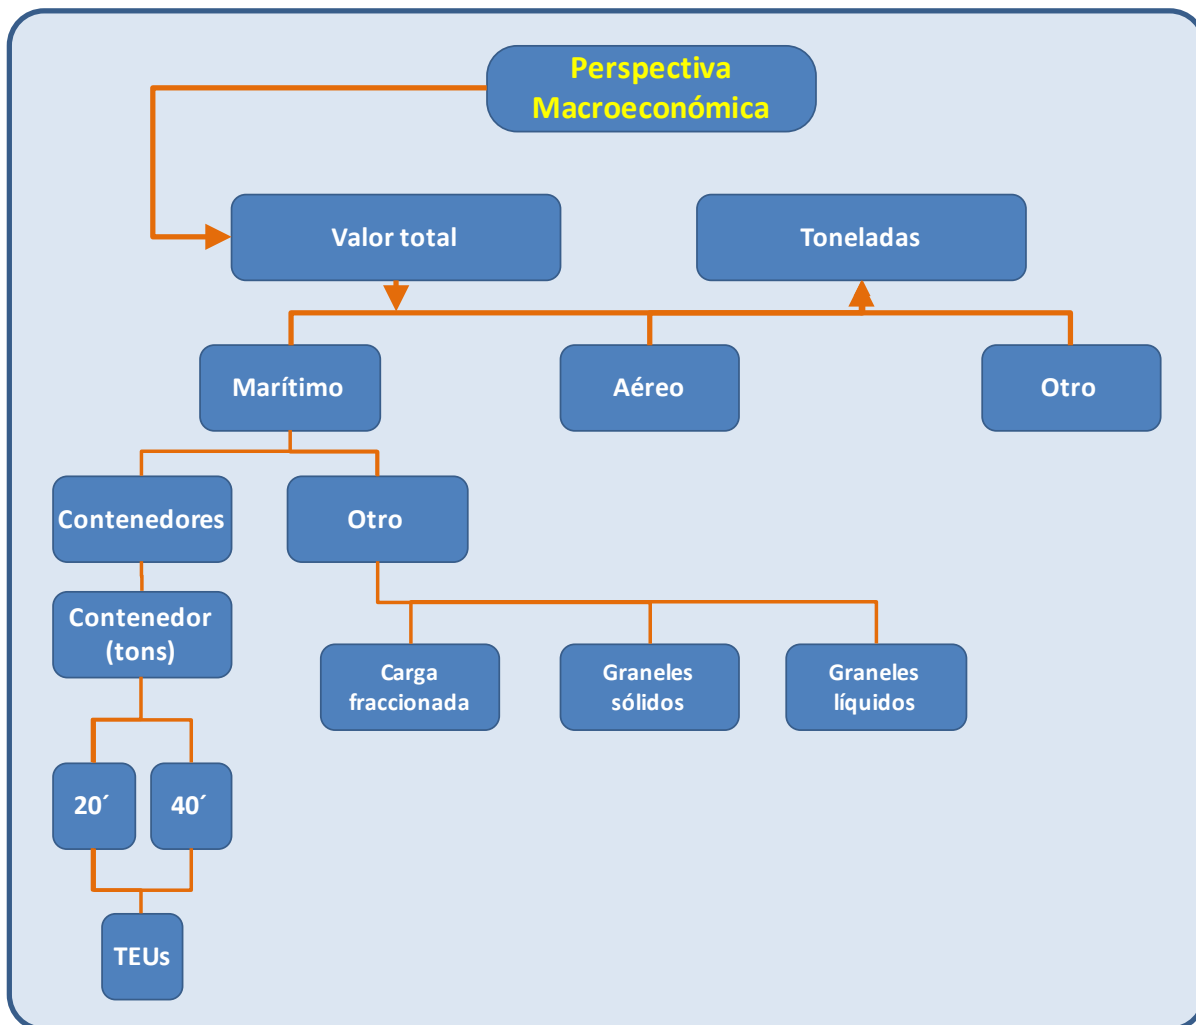 Perspectiva
Macroeconómica
Valor total
Toneladas
Marítimo
Aéreo
Otro
Contenedores
Otro
Contenedor
(tons)
Carga
fraccionada
Graneles
sólidos
Graneles
líquidos
20´
40´
TEUs